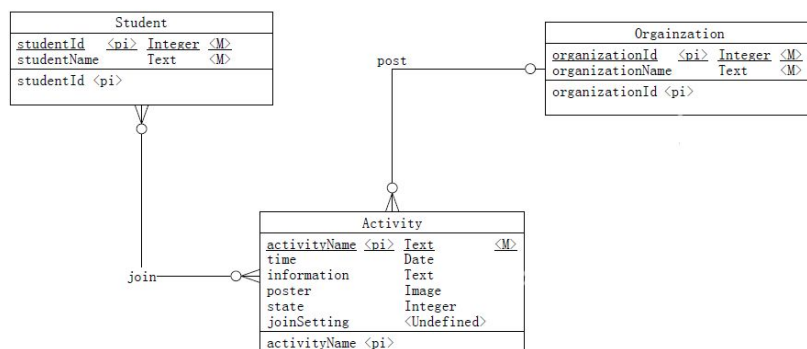 Student
studentId <pi> Integer <M>
studentName Text <M>
studentId <pi>
Orgainzation
organizationId <pi> Integer <M>
organizationName Text <M>
organizationId <pi>
post
join
Activity
activityName <pi> Text <M>
time Date
information Text
poster Image
state Integer
joinSetting <Undefined>
activityName <pi>